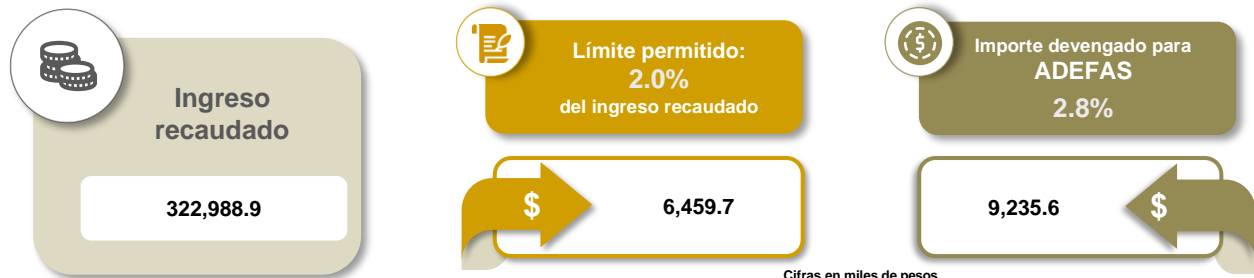 Ingreso
recaudado
322,988.9
Límite permitido:
2.0%
del ingreso recaudado
$ 6,459.7
Importe devengado para
ADEFAS
2.8%
9,235.6 $
Cifras en miles de pesos